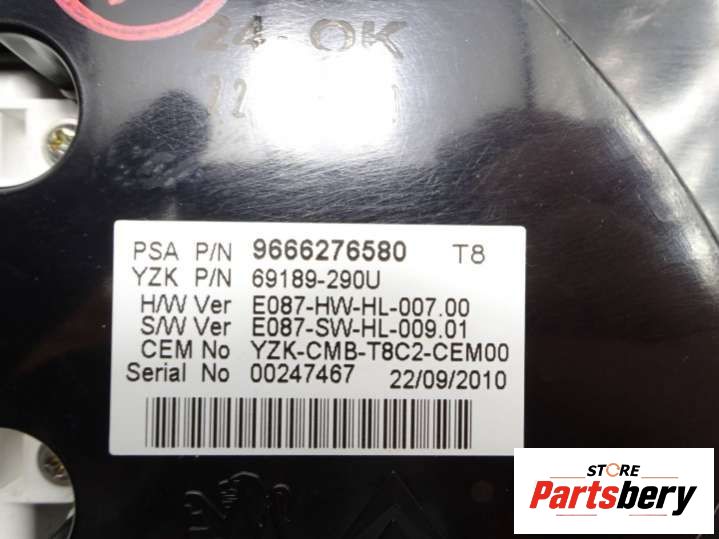 24-OK
PSA P/N 9666276580 T8
YZK P/N 69189-290U
H/W Ver E087-HW-HL-007.00
S/W Ver E087-SW-HL-009.01
CEM No YZK-CMB-T8C2-CEM00
Serial No 00247467 22/09/2010
STORE
Partsbery